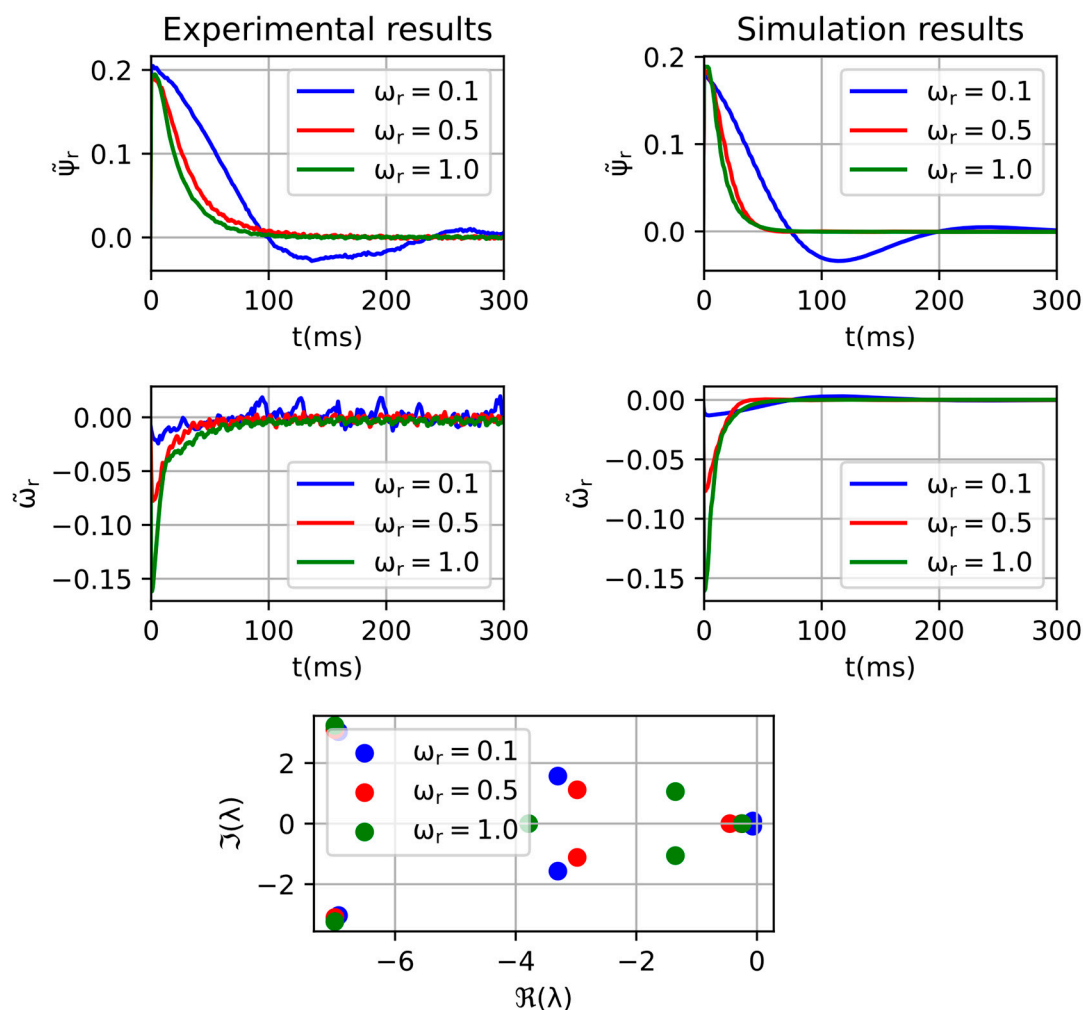 Experimental results
Simulation results
0.2
0.1
0.0
ψ̃r
ωr = 0.1
ωr = 0.5
ωr = 1.0
0 100 200 300
t(ms)
0.2
0.1
0.0
ψ̃r
ωr = 0.1
ωr = 0.5
ωr = 1.0
0 100 200 300
t(ms)
0.00
−0.05
−0.10
−0.15
ω̃r
ωr = 0.1
ωr = 0.5
ωr = 1.0
0 100 200 300
t(ms)
0.00
−0.05
−0.10
−0.15
ω̃r
ωr = 0.1
ωr = 0.5
ωr = 1.0
0 100 200 300
t(ms)
2
0
−2
ℑ(λ)
ωr = 0.1
ωr = 0.5
ωr = 1.0
−6 −4 −2 0
ℜ(λ)